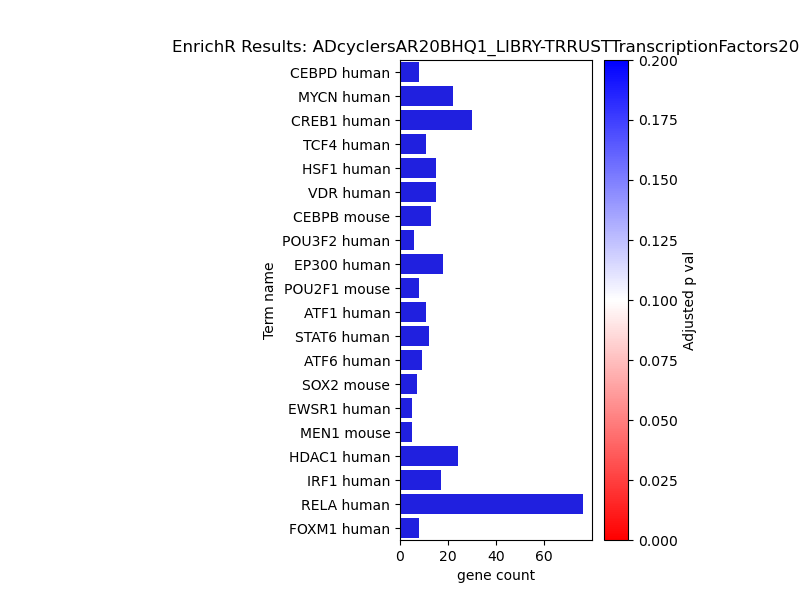 EnrichR Results: ADcyclersAR20BHQ1_LIBRY-TRRUSTTranscriptionFactors20
CEBPD human
MYCN human
CREB1 human
TCF4 human
HSF1 human
VDR human
CEBPB mouse
POU3F2 human
EP300 human
POU2F1 mouse
ATF1 human
STAT6 human
ATF6 human
SOX2 mouse
EWSR1 human
MEN1 mouse
HDAC1 human
IRF1 human
RELA human
FOXM1 human
Term name
0 20 40 60
gene count
0.200
0.175
0.150
0.125
0.100
0.075
0.050
0.025
0.000
Adjusted p val